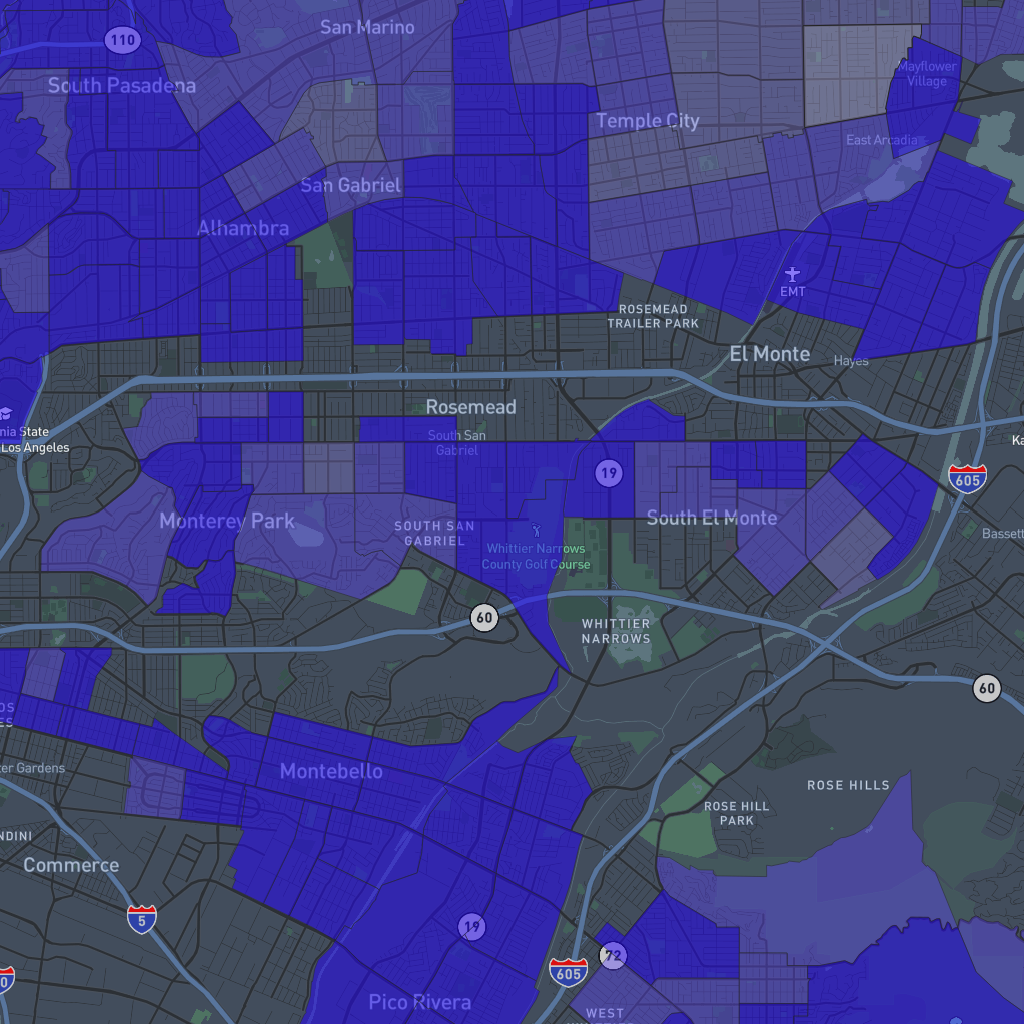 San Marino
110
South Pasadena
Mayflower
Village
Temple City
East Arcadia
San Gabriel
Alhambra
EMT
ROSEMEAD
TRAILER PARK
El Monte
Hayes
Rosemead
nia State
Los Angeles
South San
Gabriel
Ka
19
605
Monterey Park
SOUTH SAN
GABRIEL
South El Monte
Bassett
Whittier Narrows
County Golf Course
60
WHITTIER
NARROWS
60
OS
ES
ter Gardens
Montebello
ROSE HILLS
ROSE HILL
PARK
NDINI
Commerce
5
19
72
605
0
Pico Rivera
WEST